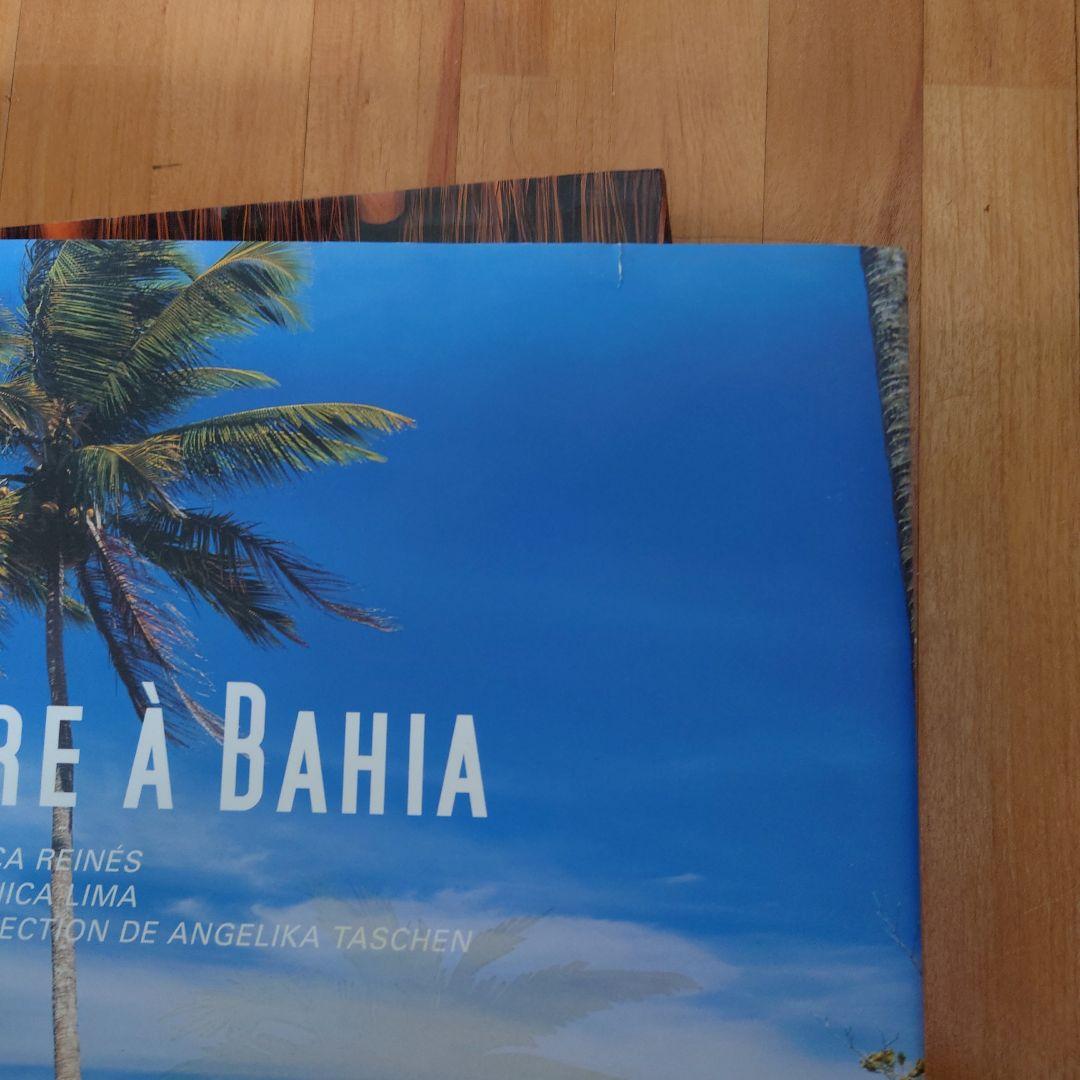 RE À BAHIA
CA REINÉS
NICA LIMA
ECTION DE ANGELIKA TASCHEN